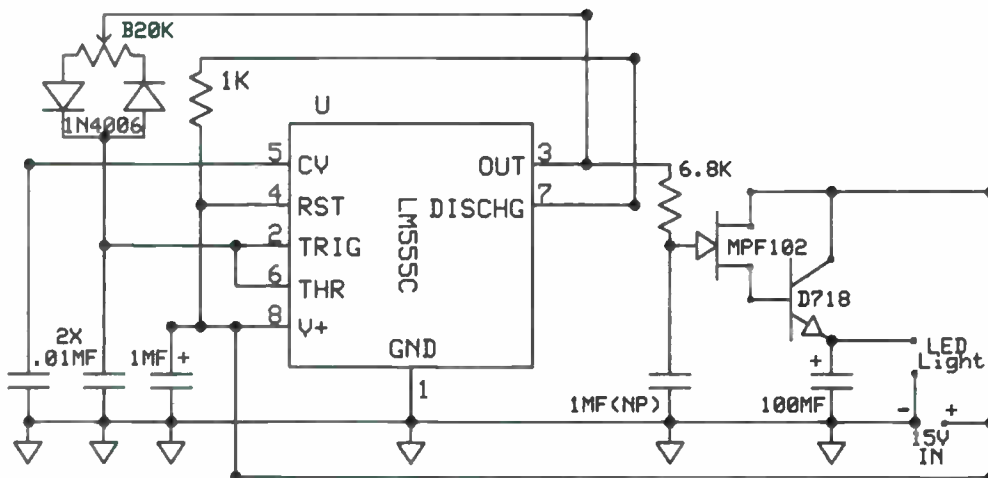 B20K
1K
1N4006
U
5
CV
OUT
3
6.8K
4
RST
DISCHG
7
LM555C
2
TRIG
MPF102
6
THR
D718
8
V+
2X
.01MF
1MF +
GND
+
LED
Light
1
1MF(NP)
100MF
-
+
15V
IN